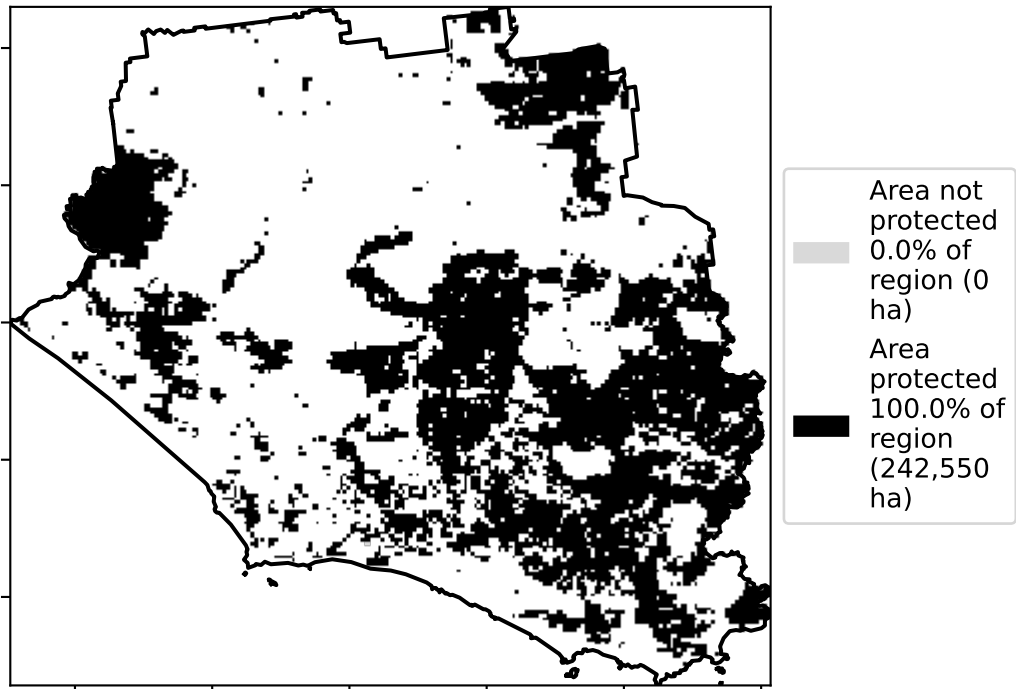 Area not
protected
0.0% of
region (0
ha)
Area
protected
100.0% of
region
(242,550
ha)